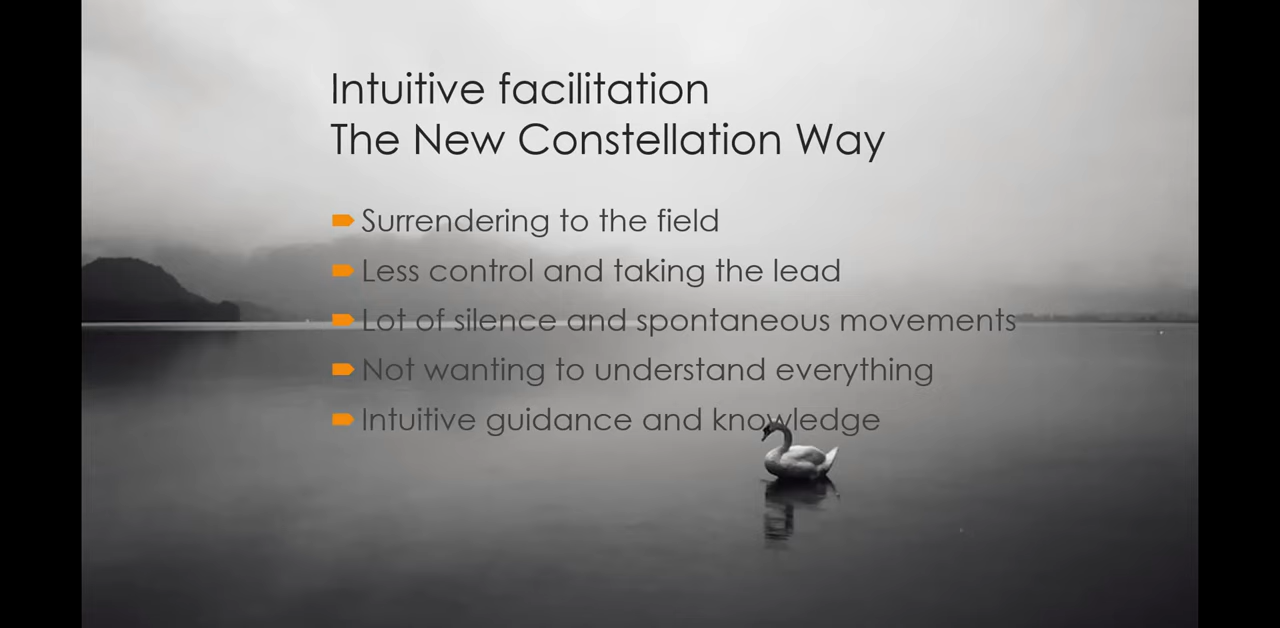 Intuitive facilitation
The New Constellation Way
Surrendering to the field
Less control and taking the lead
Lot of silence and spontaneous movements
Not wanting to understand everything
Intuitive guidance and knowledge